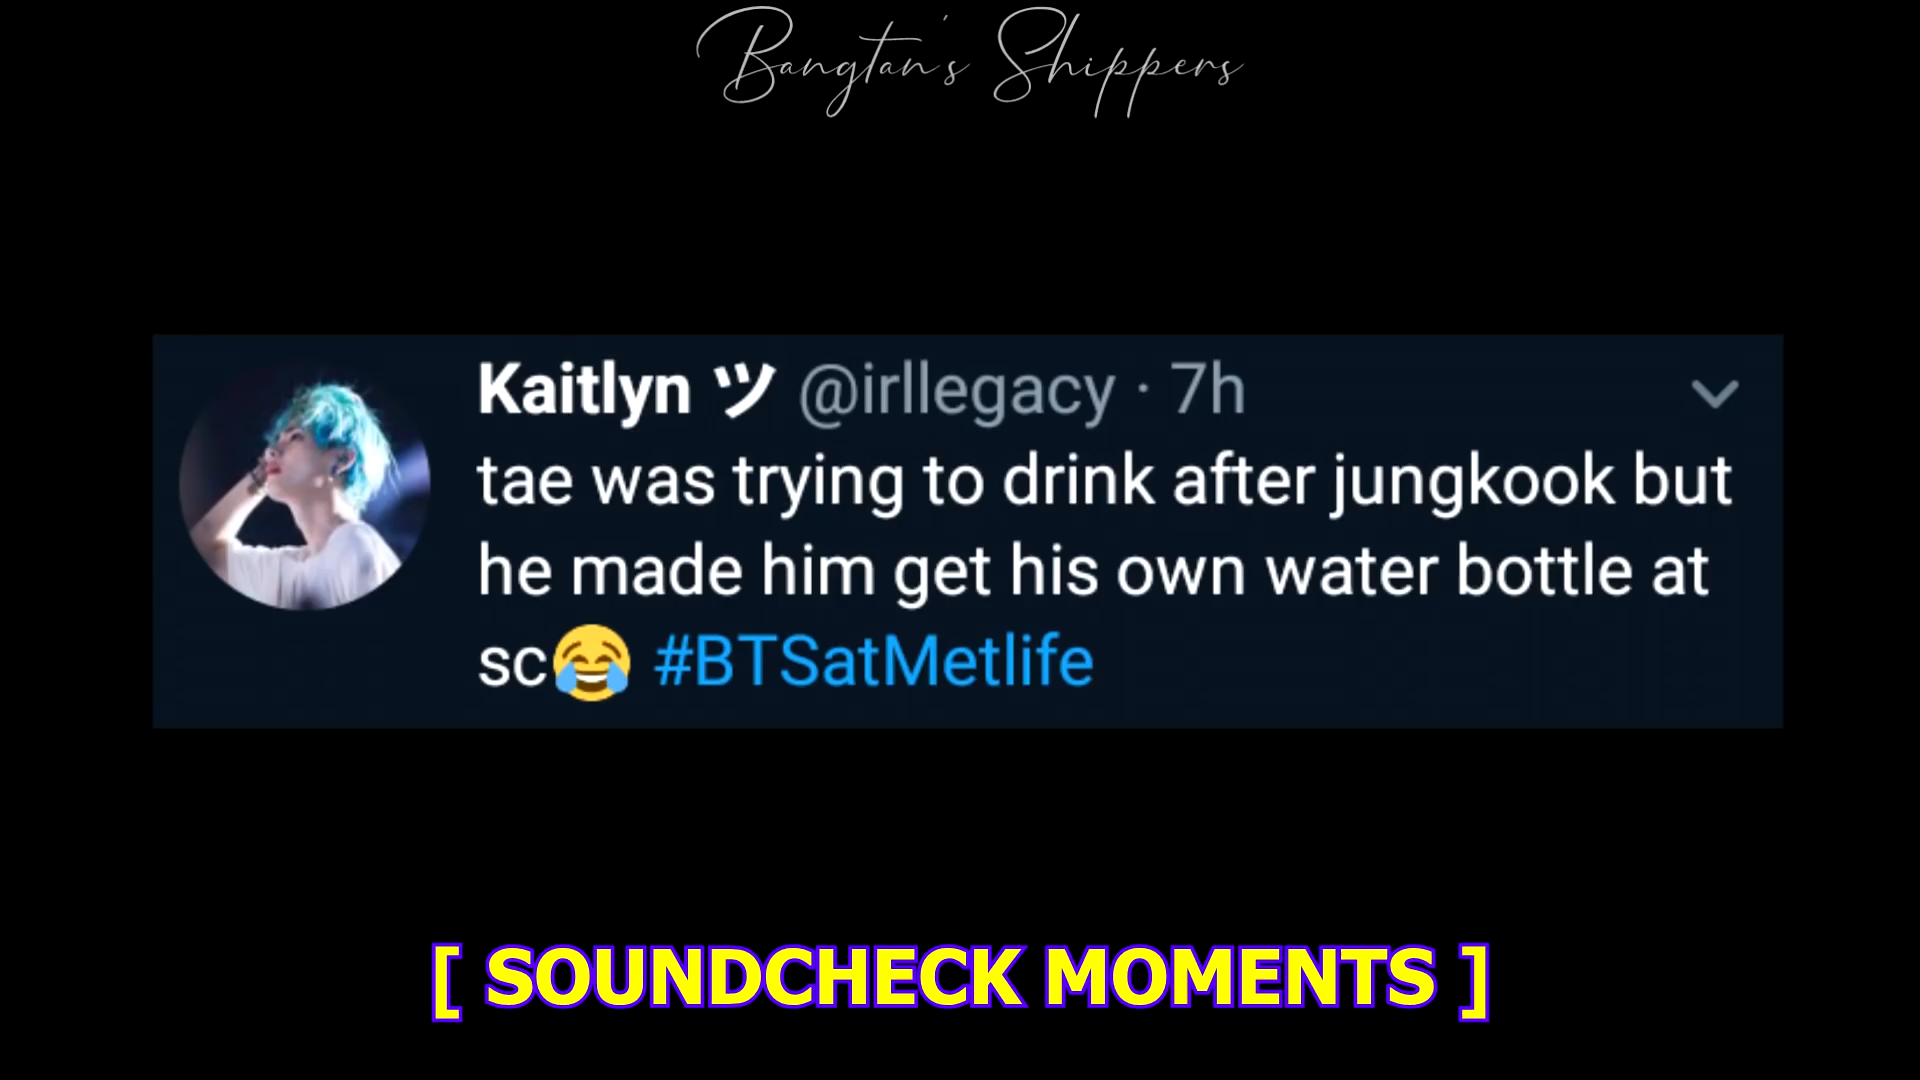 Bangtan's Shippers
Kaitlyn ツ @irllegacy · 7h
tae was trying to drink after jungkook but
he made him get his own water bottle at
sc😂 #BTSatMetlife
[ SOUNDCHECK MOMENTS ]